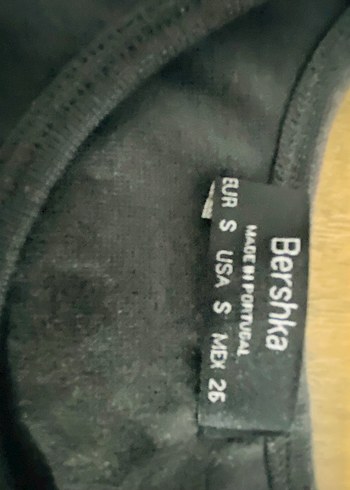 Bershka
MADE IN PORTUGAL
EUR S USA S MEX 26